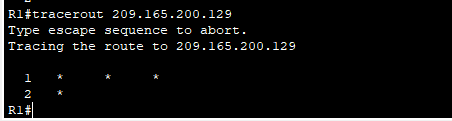 R1#tracerout 209.165.200.129
Type escape sequence to abort.
Tracing the route to 209.165.200.129
1 * * *
2 *
R1#